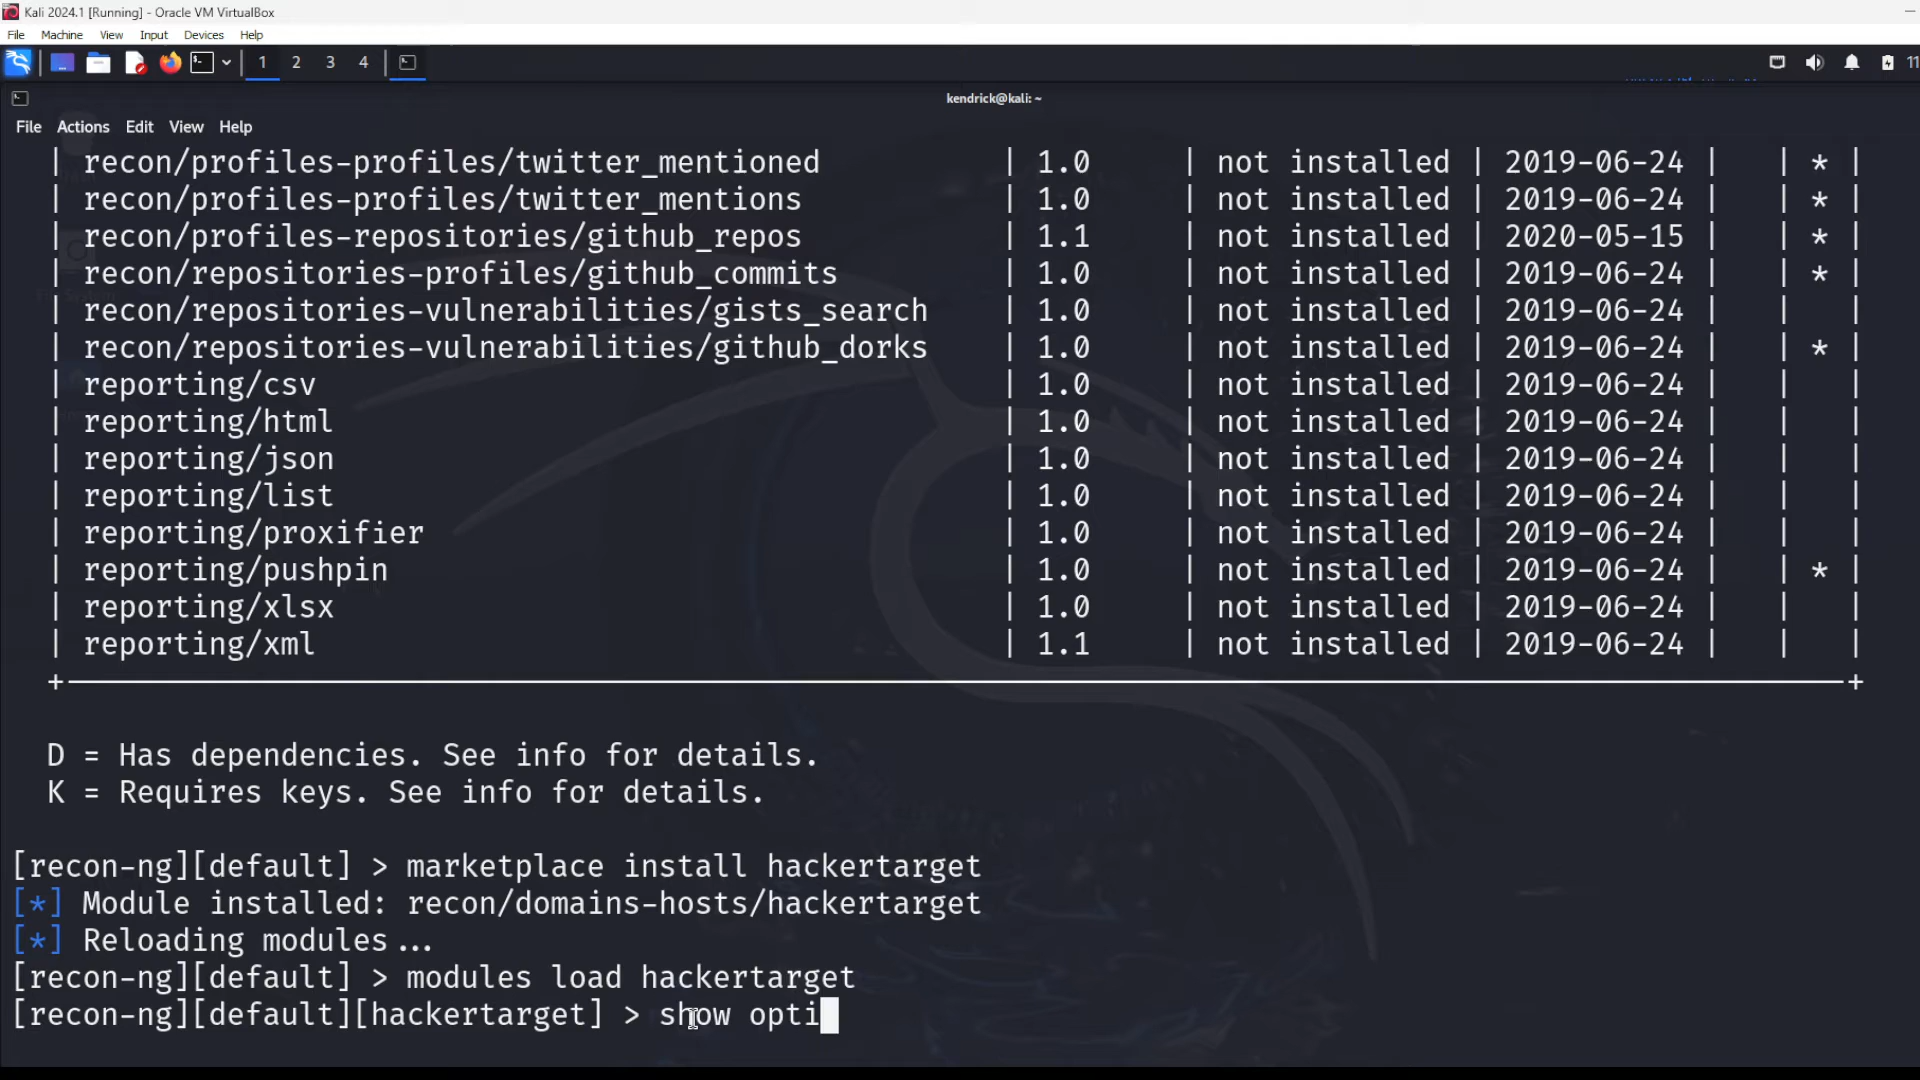 Kali 2024.1 [Running] - Oracle VM VirtualBox
File Machine View Input Devices Help
1 2 3 4 11
kendrick@kali: ~
File Actions Edit View Help
| recon/profiles-profiles/twitter_mentioned | 1.0 | not installed | 2019-06-24 | | * |
| recon/profiles-profiles/twitter_mentions | 1.0 | not installed | 2019-06-24 | | * |
| recon/profiles-repositories/github_repos | 1.1 | not installed | 2020-05-15 | | * |
| recon/repositories-profiles/github_commits | 1.0 | not installed | 2019-06-24 | | * |
| recon/repositories-vulnerabilities/gists_search | 1.0 | not installed | 2019-06-24 | | |
| recon/repositories-vulnerabilities/github_dorks | 1.0 | not installed | 2019-06-24 | | * |
| reporting/csv | 1.0 | not installed | 2019-06-24 | | |
| reporting/html | 1.0 | not installed | 2019-06-24 | | |
| reporting/json | 1.0 | not installed | 2019-06-24 | | |
| reporting/list | 1.0 | not installed | 2019-06-24 | | |
| reporting/proxifier | 1.0 | not installed | 2019-06-24 | | |
| reporting/pushpin | 1.0 | not installed | 2019-06-24 | | * |
| reporting/xlsx | 1.0 | not installed | 2019-06-24 | | |
| reporting/xml | 1.1 | not installed | 2019-06-24 | | |
D = Has dependencies. See info for details.
K = Requires keys. See info for details.
[recon-ng][default] > marketplace install hackertarget
[*] Module installed: recon/domains-hosts/hackertarget
[*] Reloading modules...
[recon-ng][default] > modules load hackertarget
[recon-ng][default][hackertarget] > show opti